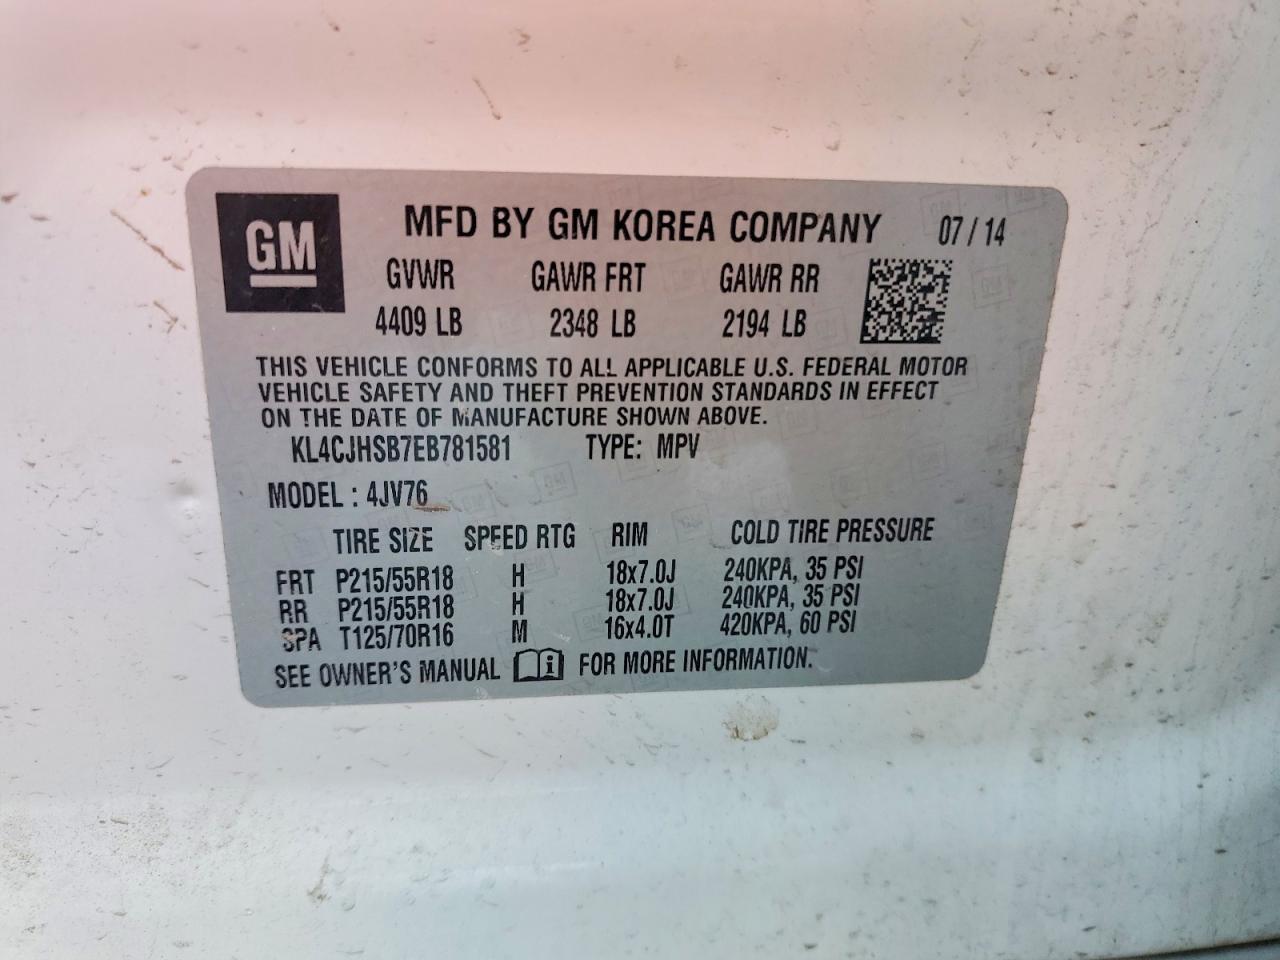 GM
MFD BY GM KOREA COMPANY 07 / 14
GVWR GAWR FRT GAWR RR
4409 LB 2348 LB 2194 LB
THIS VEHICLE CONFORMS TO ALL APPLICABLE U.S. FEDERAL MOTOR
VEHICLE SAFETY AND THEFT PREVENTION STANDARDS IN EFFECT
ON THE DATE OF MANUFACTURE SHOWN ABOVE.
KL4CJHSB7EB781581 TYPE: MPV
MODEL : 4JV76
TIRE SIZE SPEED RTG RIM COLD TIRE PRESSURE
FRT P215/55R18 H 18x7.0J 240KPA, 35 PSI
RR P215/55R18 H 18x7.0J 240KPA, 35 PSI
SPA T125/70R16 M 16x4.0T 420KPA, 60 PSI
SEE OWNER'S MANUAL i FOR MORE INFORMATION.